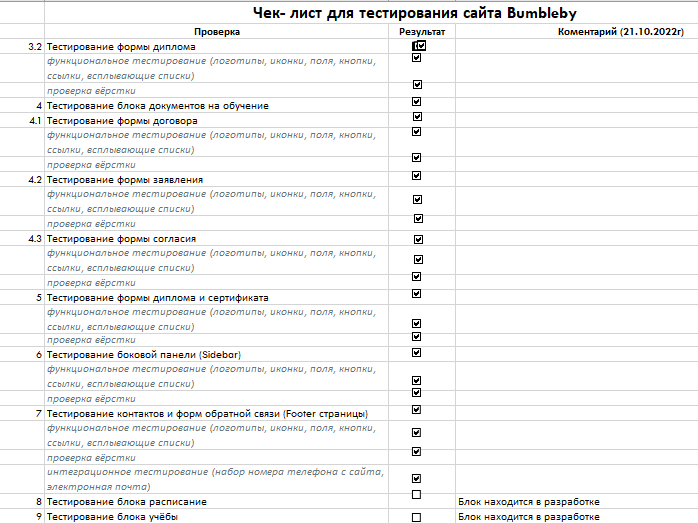 Чек- лист для тестирования сайта Bumbleby
Проверка Результат Коментарий (21.10.2022г)
3.2 Тестирование формы диплома
функциональное тестирование (логотипы, иконки, поля, кнопки,
ссылки, всплывающие списки)
проверка вёрстки
4 Тестирование блока документов на обучение
4.1 Тестирование формы договора
функциональное тестирование (логотипы, иконки, поля, кнопки,
ссылки, всплывающие списки)
проверка вёрстки
4.2 Тестирование формы заявления
функциональное тестирование (логотипы, иконки, поля, кнопки,
ссылки, всплывающие списки)
проверка вёрстки
4.3 Тестирование формы согласия
функциональное тестирование (логотипы, иконки, поля, кнопки,
ссылки, всплывающие списки)
проверка вёрстки
5 Тестирование формы диплома и сертификата
функциональное тестирование (логотипы, иконки, поля, кнопки,
ссылки, всплывающие списки)
проверка вёрстки
6 Тестирование боковой панели (Sidebar)
функциональное тестирование (логотипы, иконки, поля, кнопки,
ссылки, всплывающие списки)
проверка вёрстки
7 Тестирование контактов и форм обратной связи (Footer страницы)
функциональное тестирование (логотипы, иконки, поля, кнопки,
ссылки, всплывающие списки)
проверка вёрстки
интеграционное тестирование (набор номера телефона с сайта,
электронная почта)
8 Тестирование блока расписание Блок находится в разработке
9 Тестирование блока учёбы Блок находится в разработке